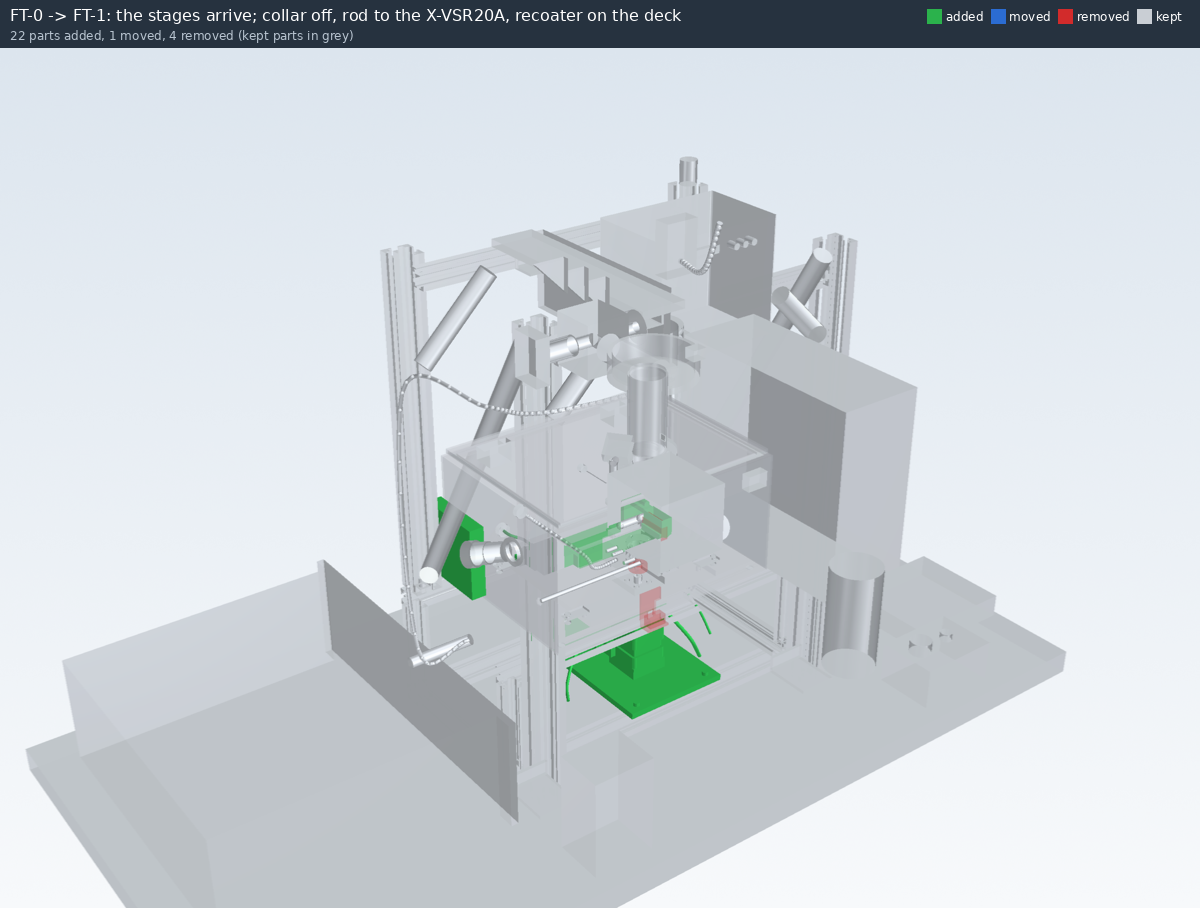 FT-0 -> FT-1: the stages arrive; collar off, rod to the X-VSR20A, recoater on the deck
22 parts added, 1 moved, 4 removed (kept parts in grey)
added moved removed kept